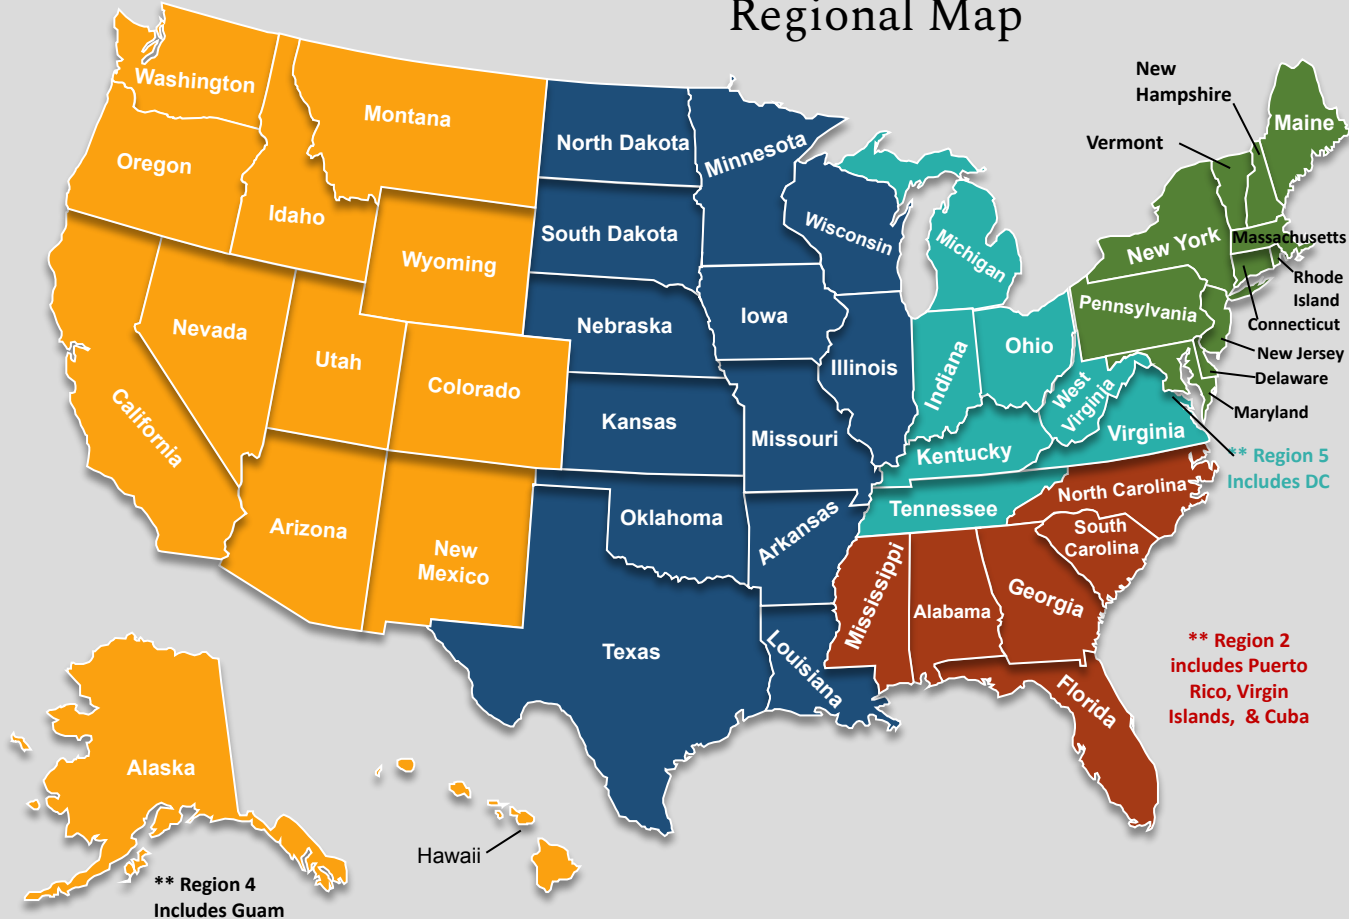 Regional Map
New
Hampshire
Vermont
Maine
Washington
Montana
North Dakota
Minnesota
Oregon
Idaho
South Dakota
Wisconsin
Michigan
New York
Massachusetts
Wyoming
Rhode
Island
Nevada
Nebraska
Iowa
Pennsylvania
Connecticut
Utah
Ohio
New Jersey
Colorado
Illinois
Indiana
West
Virginia
Delaware
California
Kansas
Missouri
Kentucky
Virginia
Maryland
** Region 5
Includes DC
Arizona
New
Mexico
Oklahoma
Arkansas
Tennessee
North Carolina
South
Carolina
Mississippi
Alabama
Georgia
Texas
Louisiana
Florida
** Region 2
includes Puerto
Rico, Virgin
Islands, & Cuba
Alaska
Hawaii
** Region 4
Includes Guam